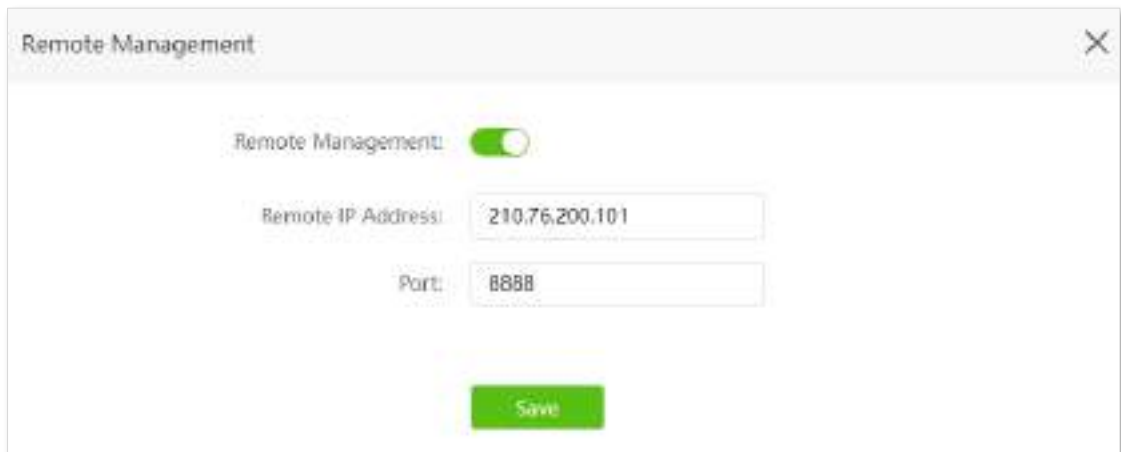 Remote Management
Remote Management:
Remote IP Address: 210.76.200.101
Port: 8888
Save